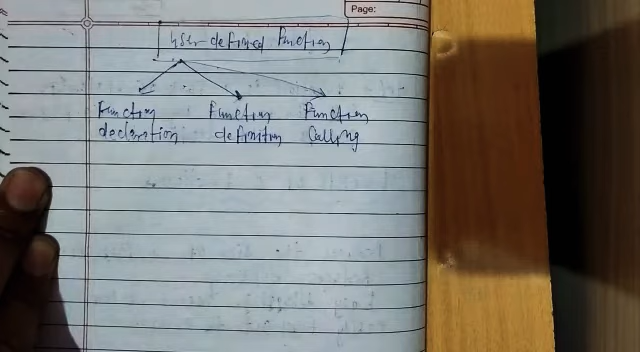 Page:
User defined Function
Function Function Function
declaration definition Calling